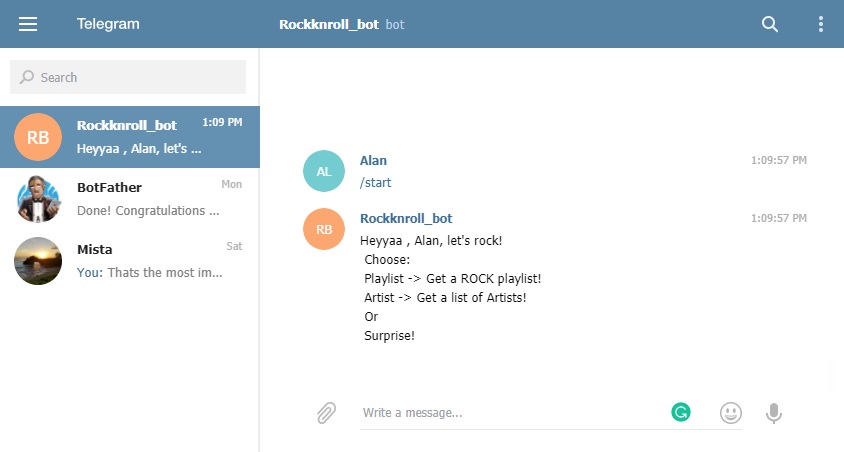 Telegram
Rockknroll_bot bot
Search
RB
Rockknroll_bot 1:09 PM
Heyyaa , Alan, let's ...
BotFather Mon
Done! Congratulations ...
Mista Sat
You: Thats the most im...
AL
Alan 1:09:57 PM
/start
RB
Rockknroll_bot 1:09:57 PM
Heyyaa , Alan, let's rock!
Choose:
Playlist -> Get a ROCK playlist!
Artist -> Get a list of Artists!
Or
Surprise!
Write a message...